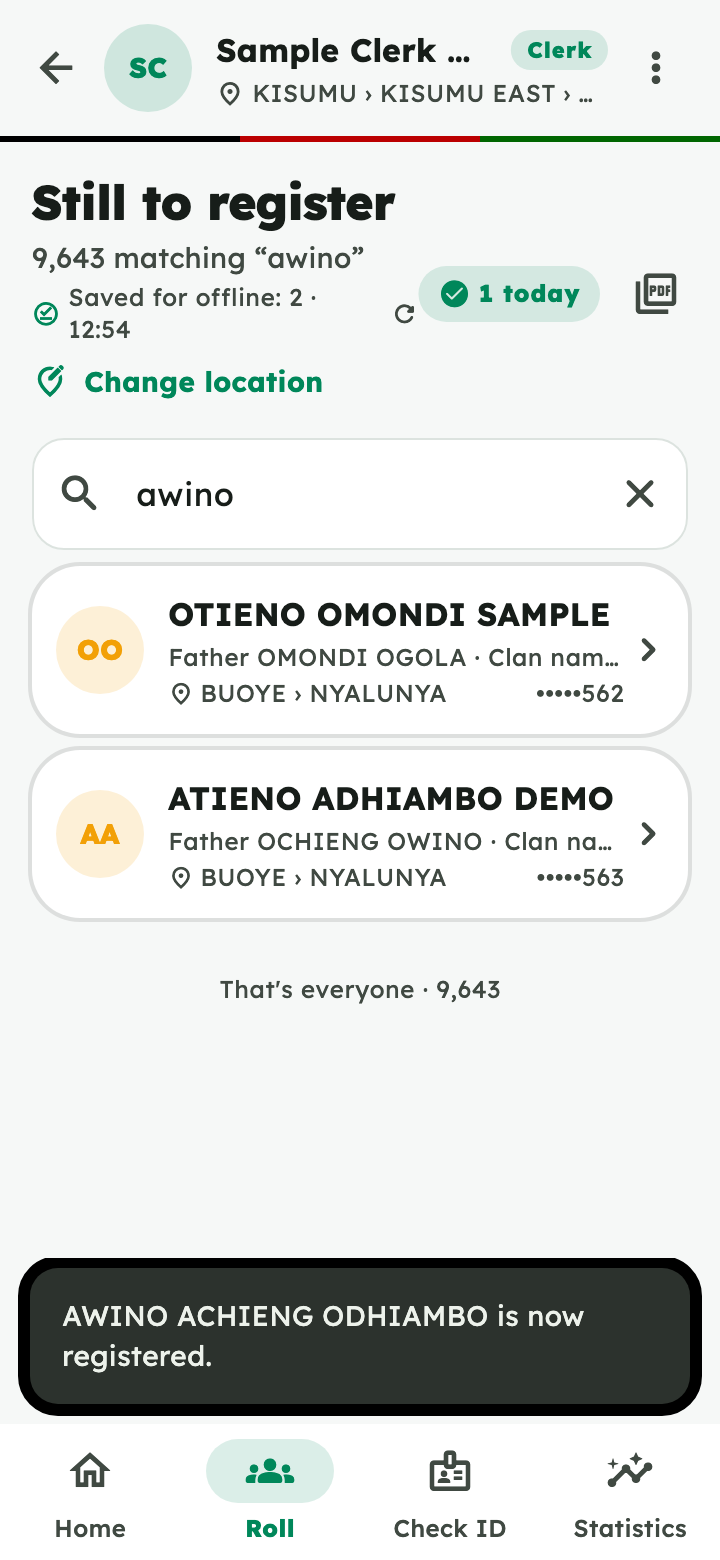 SC
Sample Clerk ...
Clerk
KISUMU › KISUMU EAST › ...
Still to register
9,643 matching “awino”
Saved for offline: 2 ·
12:54
1 today
PDF
Change location
awino
OO
OTIENO OMONDI SAMPLE
Father OMONDI OGOLA · Clan nam...
BUOYE › NYALUNYA •••••562
AA
ATIENO ADHIAMBO DEMO
Father OCHIENG OWINO · Clan na...
BUOYE › NYALUNYA •••••563
That's everyone · 9,643
AWINO ACHIENG ODHIAMBO is now
registered.
Home Roll Check ID Statistics